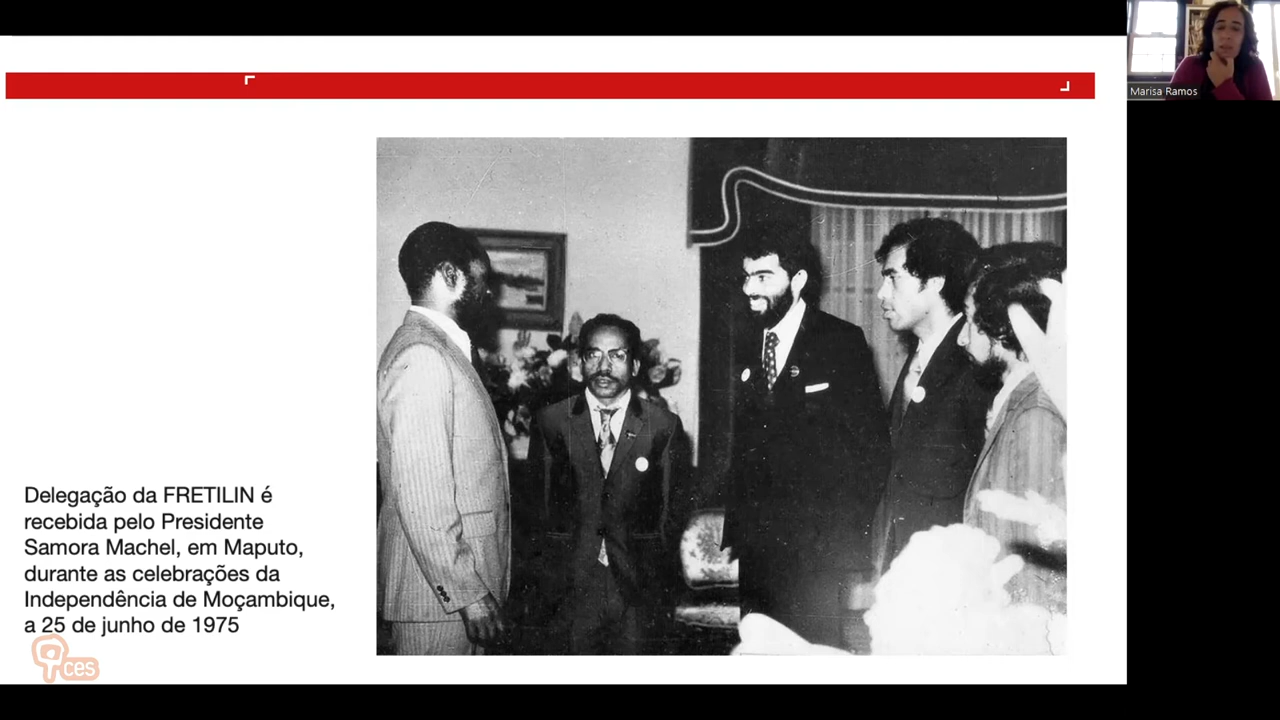 Marisa Ramos
Delegação da FRETILIN é
recebida pelo Presidente
Samora Machel, em Maputo,
durante as celebrações da
Independência de Moçambique,
a 25 de junho de 1975
ces